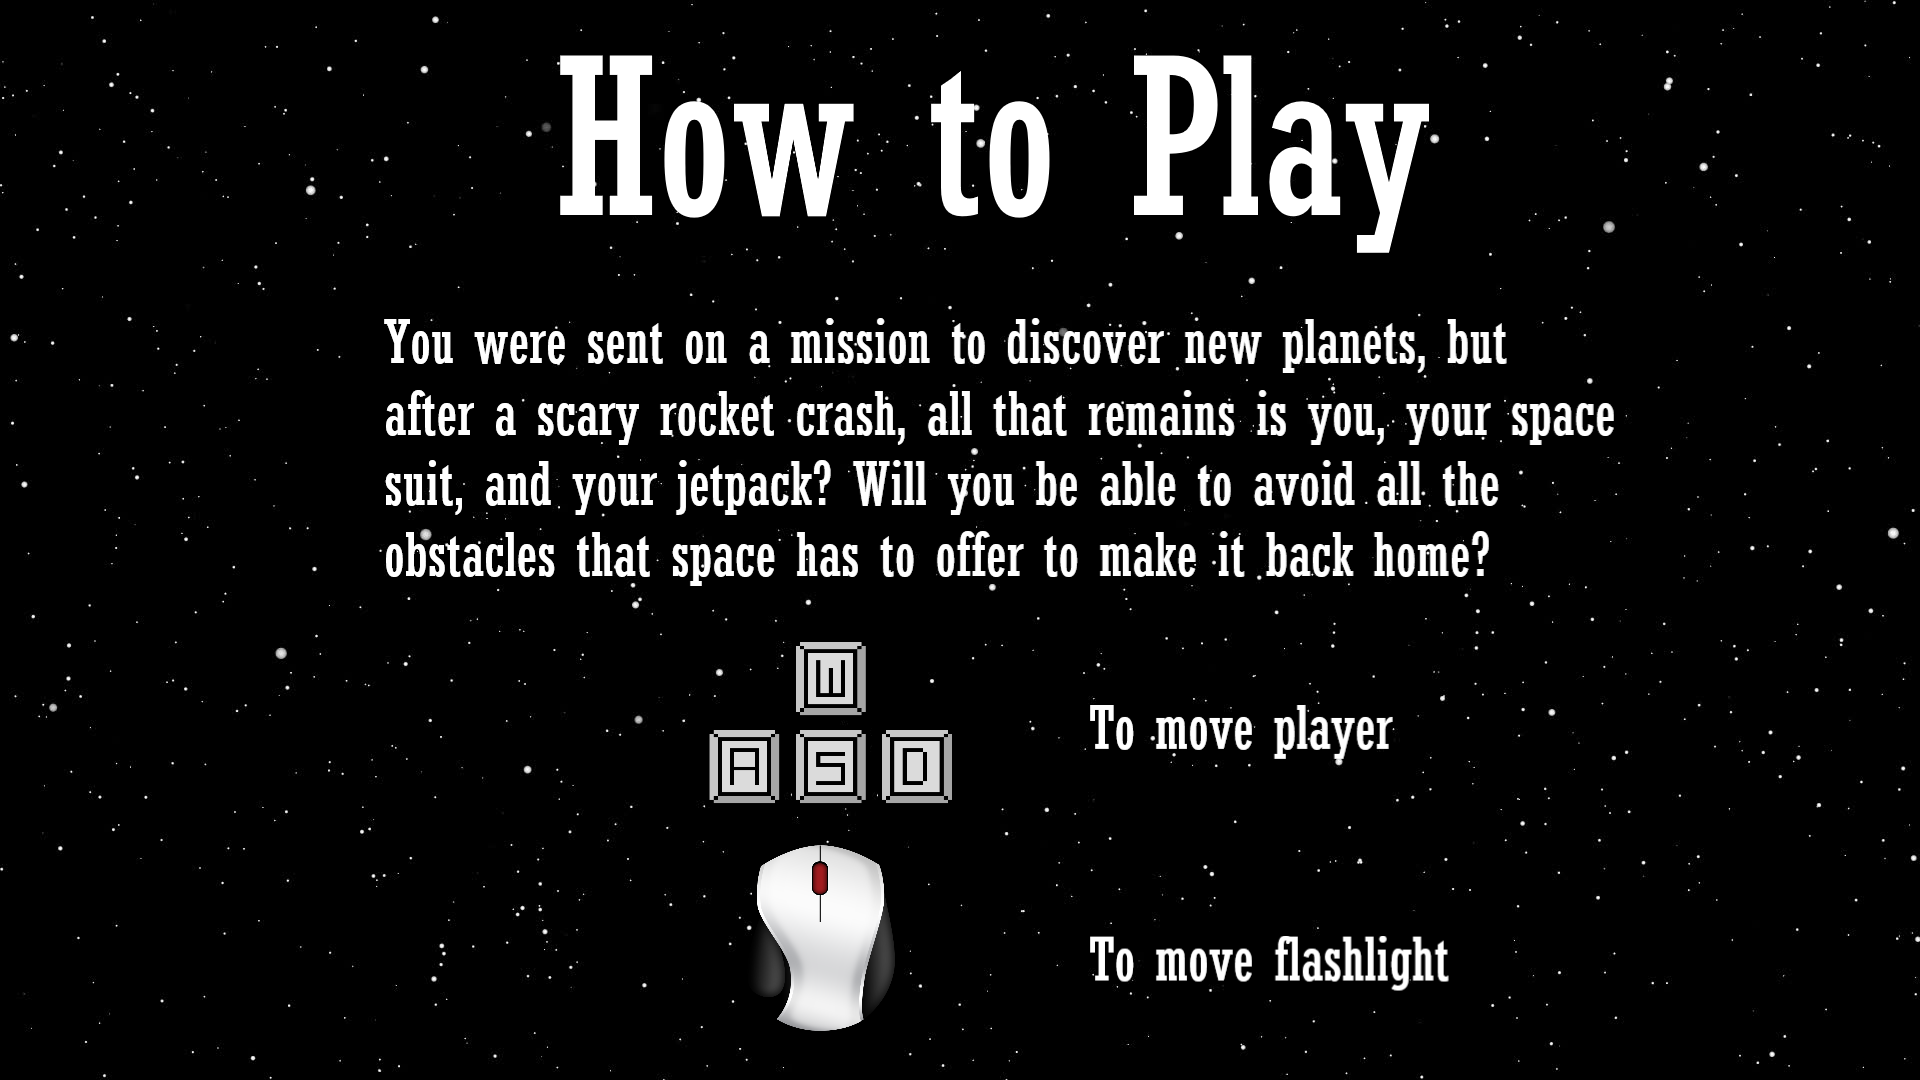 How to Play
You were sent on a mission to discover new planets, but
after a scary rocket crash, all that remains is you, your space
suit, and your jetpack? Will you be able to avoid all the
obstacles that space has to offer to make it back home?
W
A S D
To move player
To move flashlight